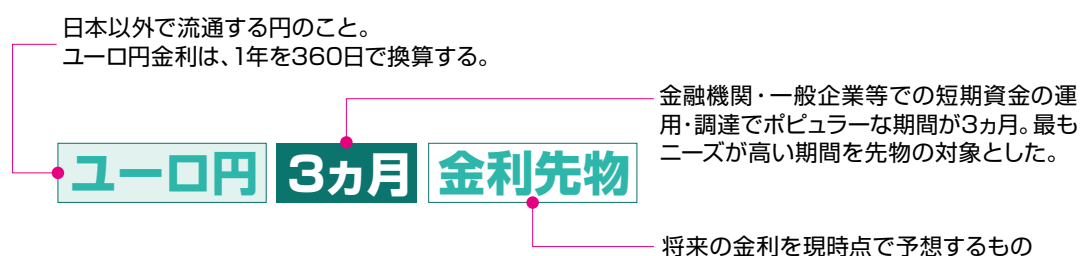 日本以外で流通する円のこと。
ユーロ円金利は、1年を360日で換算する。
金融機関・一般企業等での短期資金の運
用・調達でポピュラーな期間が3ヵ月。最も
ニーズが高い期間を先物の対象とした。
ユーロ円 3ヵ月 金利先物
将来の金利を現時点で予想するもの